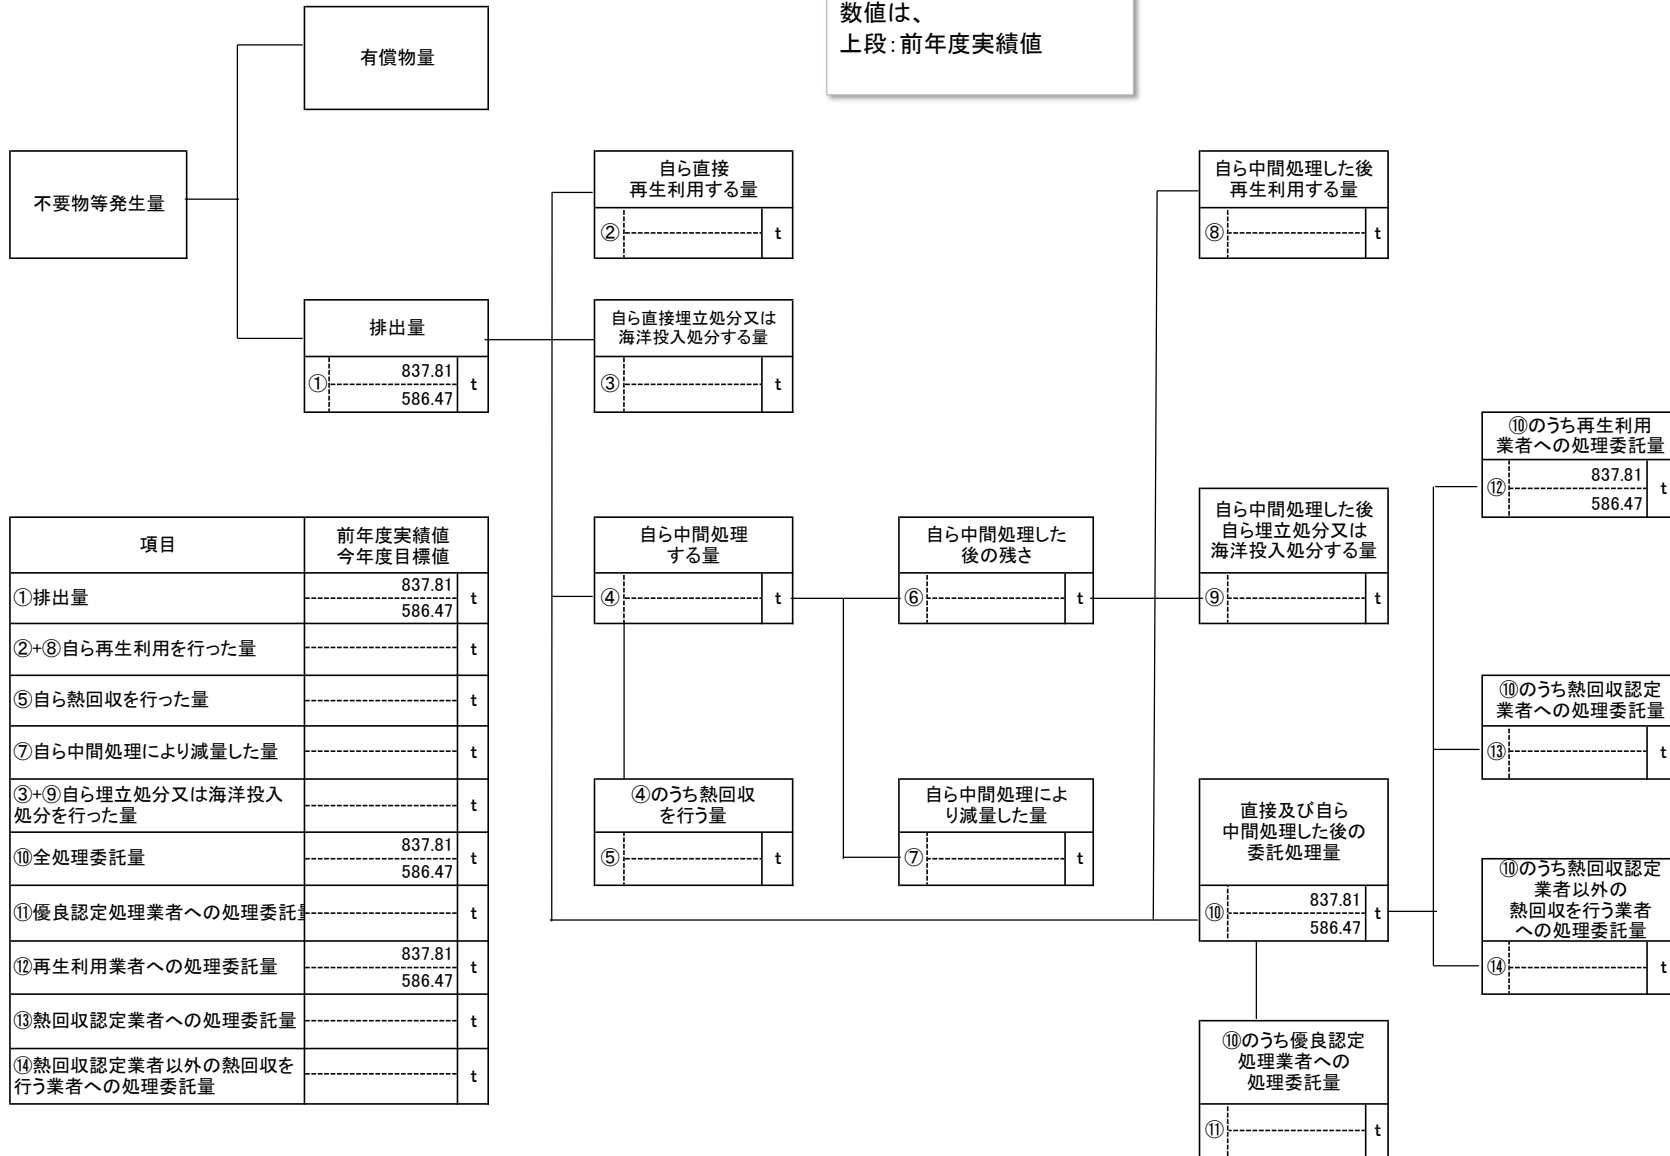 数値は、
上段：前年度実績値
有償物量
不要物等発生量
排出量
①
837.81
586.47
t
自ら直接
再生利用する量
②
t
自ら直接埋立処分又は
海洋投入処分する量
③
t
自ら中間処理した後
再生利用する量
⑧
t
⑩のうち再生利用
業者への処理委託量
⑫
837.81
586.47
t
自ら中間処理
する量
④
t
自ら中間処理した
後の残さ
⑥
t
自ら中間処理した後
自ら埋立処分又は
海洋投入処分する量
⑨
t
⑩のうち熱回収認定
業者への処理委託量
⑬
t
④のうち熱回収
を行う量
⑤
t
自ら中間処理によ
り減量した量
⑦
t
直接及び自ら
中間処理した後の
委託処理量
⑩
837.81
586.47
t
⑩のうち熱回収認定
業者以外の
熱回収を行う業者
への処理委託量
⑭
t
⑩のうち優良認定
処理業者への
処理委託量
⑪
t
項目
前年度実績値
今年度目標値
①排出量
837.81
586.47
t
②+⑧自ら再生利用を行った量
t
⑤自ら熱回収を行った量
t
⑦自ら中間処理により減量した量
t
③+⑨自ら埋立処分又は海洋投入
処分を行った量
t
⑩全処理委託量
837.81
586.47
t
⑪優良認定処理業者への処理委託
t
⑫再生利用業者への処理委託量
837.81
586.47
t
⑬熱回収認定業者への処理委託量
t
⑭熱回収認定業者以外の熱回収を
行う業者への処理委託量
t